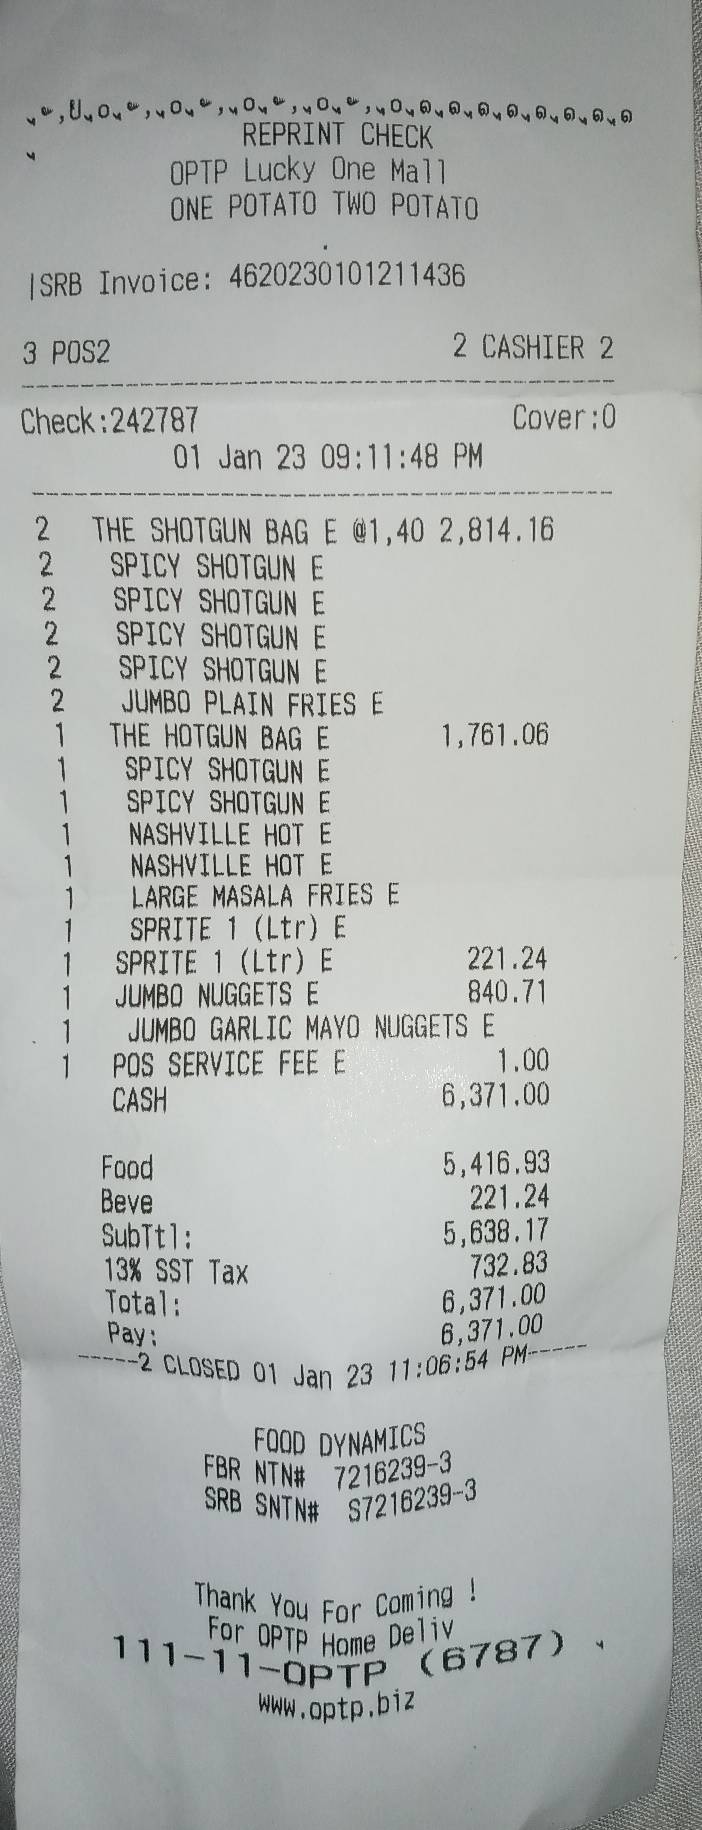 REPRINT CHECK
OPTP Lucky One Mall
ONE POTATO TWO POTATO
|SRB Invoice: 4620230101211436
3 POS2 2 CASHIER 2
Check:242787 Cover:0
01 Jan 23 09:11:48 PM
2 THE SHOTGUN BAG E @1,40 2,814.16
2 SPICY SHOTGUN E
2 SPICY SHOTGUN E
2 SPICY SHOTGUN E
2 SPICY SHOTGUN E
2 JUMBO PLAIN FRIES E
1 THE HOTGUN BAG E 1,761.06
1 SPICY SHOTGUN E
1 SPICY SHOTGUN E
1 NASHVILLE HOT E
1 NASHVILLE HOT E
1 LARGE MASALA FRIES E
1 SPRITE 1 (Ltr) E
1 SPRITE 1 (Ltr) E 221.24
1 JUMBO NUGGETS E 840.71
1 JUMBO GARLIC MAYO NUGGETS E
1 POS SERVICE FEE E 1.00
CASH 6,371.00
Food 5,416.93
Beve 221.24
SubTtl: 5,638.17
13% SST Tax 732.83
Total: 6,371.00
Pay: 6,371.00
-----2 CLOSED 01 Jan 23 11:06:54 PM-----
FOOD DYNAMICS
FBR NTN# 7216239-3
SRB SNTN# S7216239-3
Thank You For Coming !
For OPTP Home Deliv
111-11-OPTP (6787)
www.optp.biz